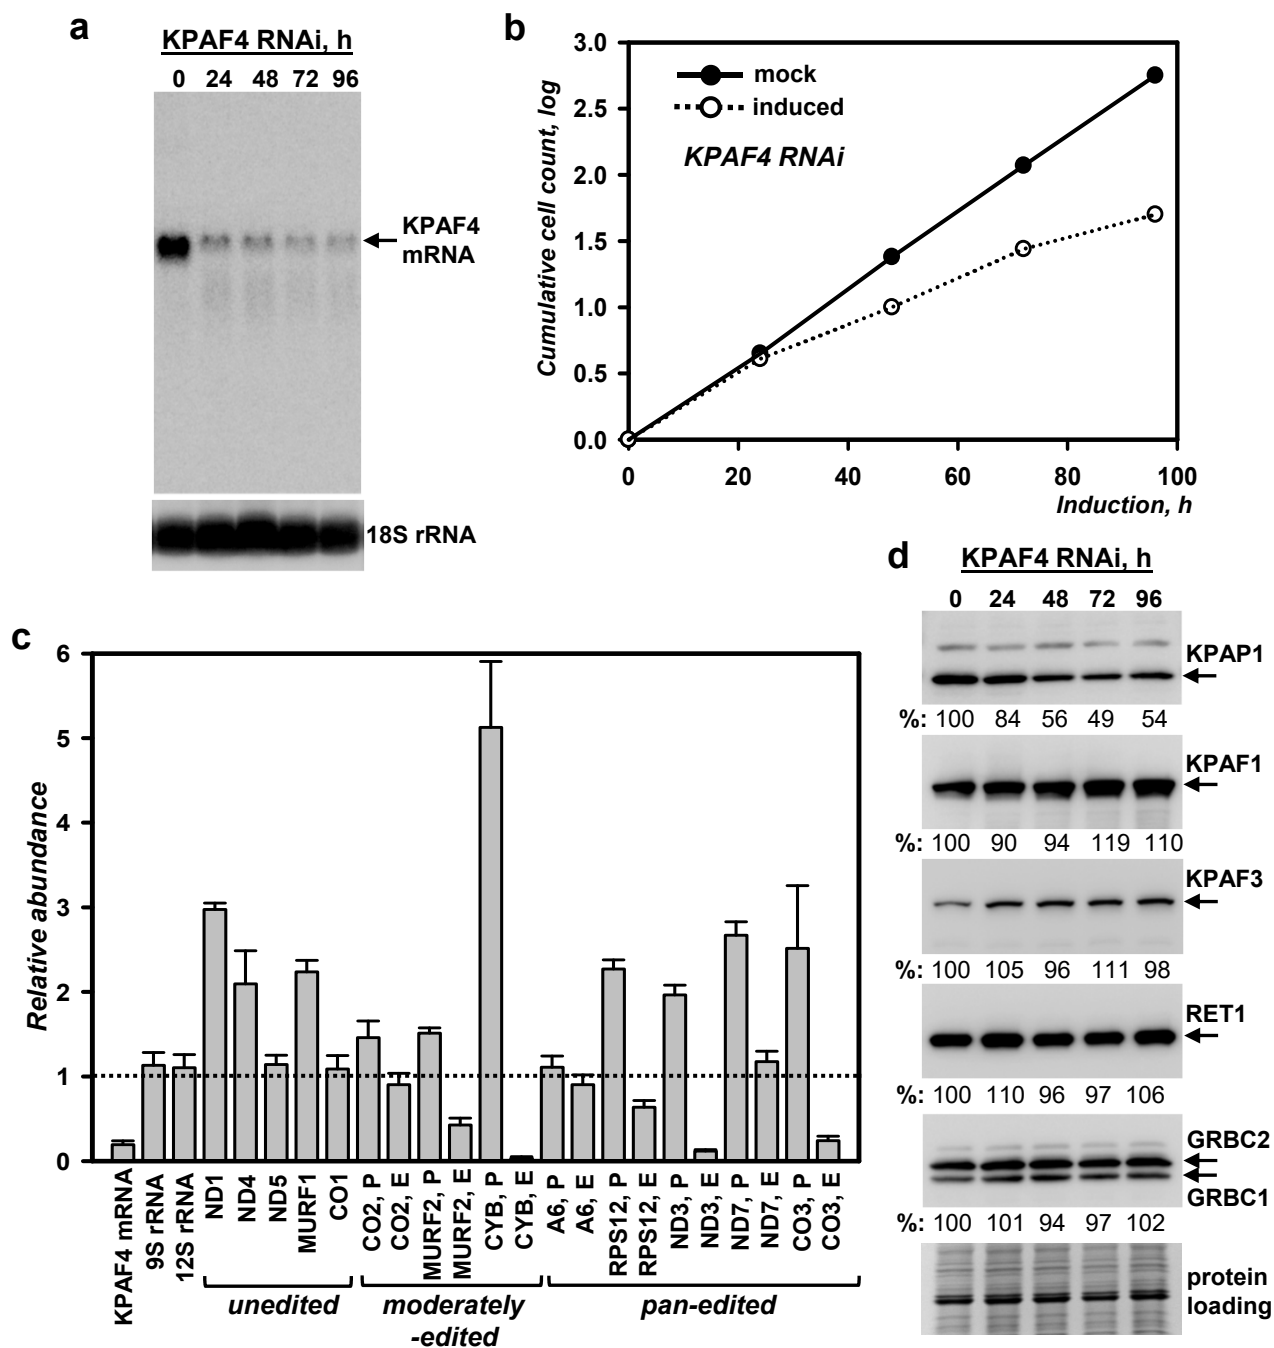 a
KPAF4 RNAi, h
0 24 48 72 96
KPAF4
mRNA
18S rRNA
b
Cumulative cell count, log
3.0
2.5
2.0
1.5
1.0
0.5
0.0
mock
induced
KPAF4 RNAi
0 20 40 60 80 100
Induction, h
c
Relative abundance
6
5
4
3
2
1
0
KPAF4 mRNA
9S rRNA
12S rRNA
ND1
ND4
ND5
MURF1
CO1
CO2, P
CO2, E
MURF2, P
MURF2, E
CYB, P
CYB, E
A6, P
A6, E
RPS12, P
RPS12, E
ND3, P
ND3, E
ND7, P
ND7, E
CO3, P
CO3, E
unedited
moderately
-edited
pan-edited
d
KPAF4 RNAi, h
0 24 48 72 96
KPAP1
%: 100 84 56 49 54
KPAF1
%: 100 90 94 119 110
KPAF3
%: 100 105 96 111 98
RET1
%: 100 110 96 97 106
GRBC2
GRBC1
%: 100 101 94 97 102
protein
loading